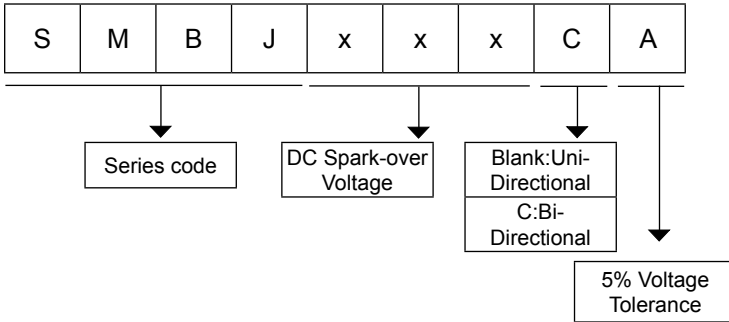 S M B J x x x C A
Series code
DC Spark-over
Voltage
Blank:Uni-
Directional
C:Bi-
Directional
5% Voltage
Tolerance